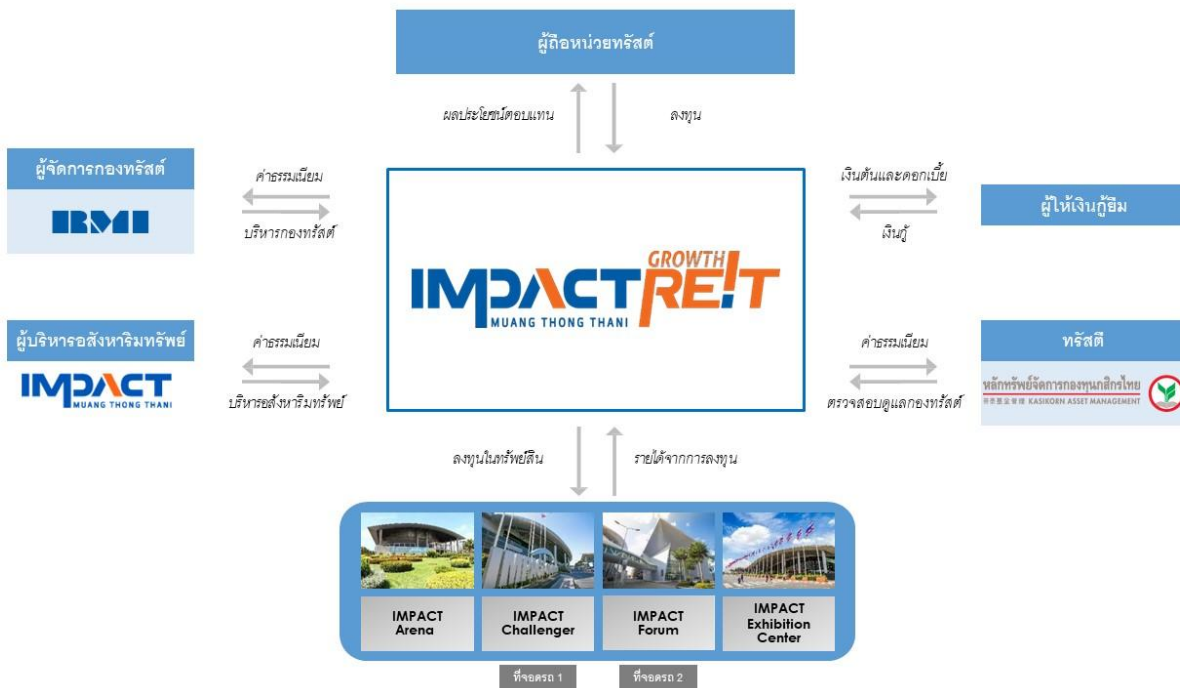 ผู้ถือหน่วยทรัสต์
ผลประโยชน์ตอบแทน
ลงทุน
ผู้จัดการกองทรัสต์
RMI
ค่าธรรมเนียม
บริหารกองทรัสต์
เงินต้นและดอกเบี้ย
เงินกู้
ผู้ให้เงินกู้ยืม
IMPACT GROWTH REIT
MUANG THONG THANI
ผู้บริหารอสังหาริมทรัพย์
IMPACT
MUANG THONG THANI
ค่าธรรมเนียม
บริหารอสังหาริมทรัพย์
ค่าธรรมเนียม
ตรวจสอบดูแลกองทรัสต์
ทรัสตี
หลักทรัพย์จัดการกองทุนกสิกรไทย
KASIKORN ASSET MANAGEMENT
ลงทุนในทรัพย์สิน
รายได้จากการลงทุน
IMPACT
Arena
IMPACT
Challenger
IMPACT
Forum
IMPACT
Exhibition
Center
ที่จอดรถ 1
ที่จอดรถ 2